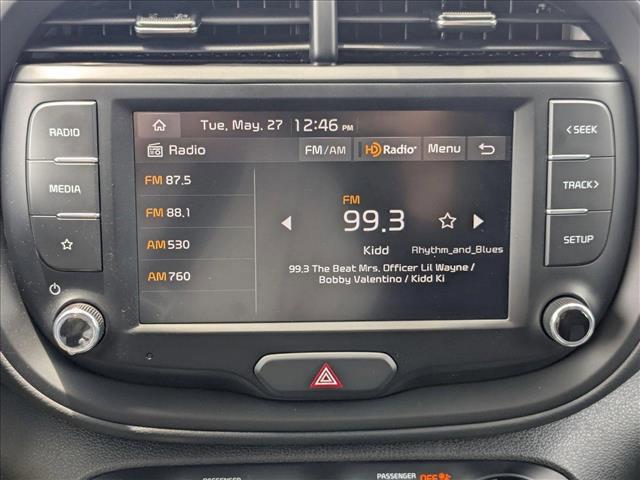 Tue, May. 27 12:46 PM
Radio FM/AM HD Radio Menu
RADIO
MEDIA
FM 87.5
FM 88.1
AM 530
AM 760
FM
99.3
Kidd Rhythm_and_Blues
99.3 The Beat Mrs. Officer Lil Wayne /
Bobby Valentino / Kidd Ki
<SEEK
TRACK>
SETUP
PASSENGER PASSENGER OFF